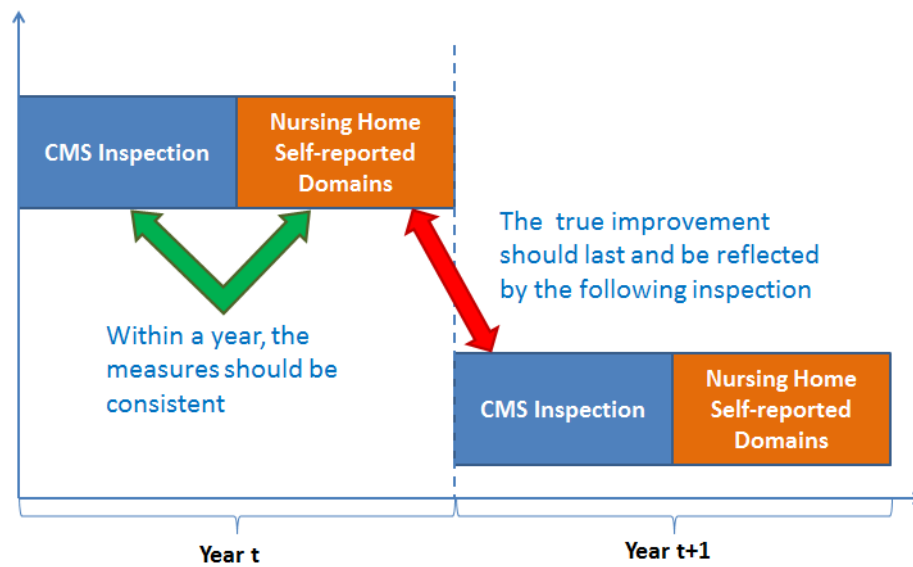 CMS Inspection
Nursing Home
Self-reported
Domains
The true improvement
should last and be reflected
by the following inspection
Within a year, the
measures should be
consistent
CMS Inspection
Nursing Home
Self-reported
Domains
Year t
Year t+1